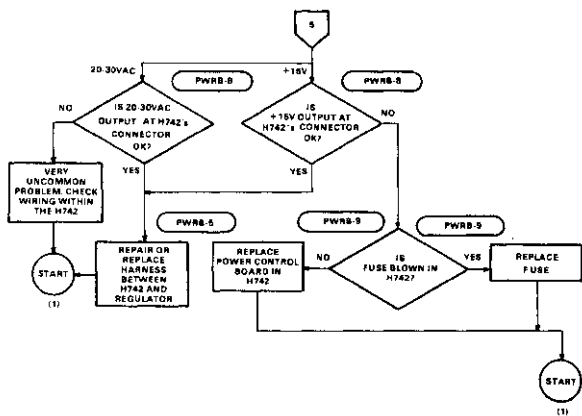 5
20-30VAC
PWRB-8
+15V
PWRB-8
NO
IS 20-30VAC
OUTPUT AT H742's
CONNECTOR
OK?
YES
IS
+15V OUTPUT AT
H742's CONNECTOR
OK?
NO
YES
VERY
UNCOMMON
PROBLEM. CHECK
WIRING WITHIN
THE H742
START
(1)
PWRB-5
REPAIR OR
REPLACE
HARNESS
BETWEEN
H742 AND
REGULATOR
PWRB-9
PWRB-9
REPLACE
POWER CONTROL
BOARD IN
H742
NO
IS
FUSE BLOWN IN
H742?
YES
REPLACE
FUSE
START
(1)